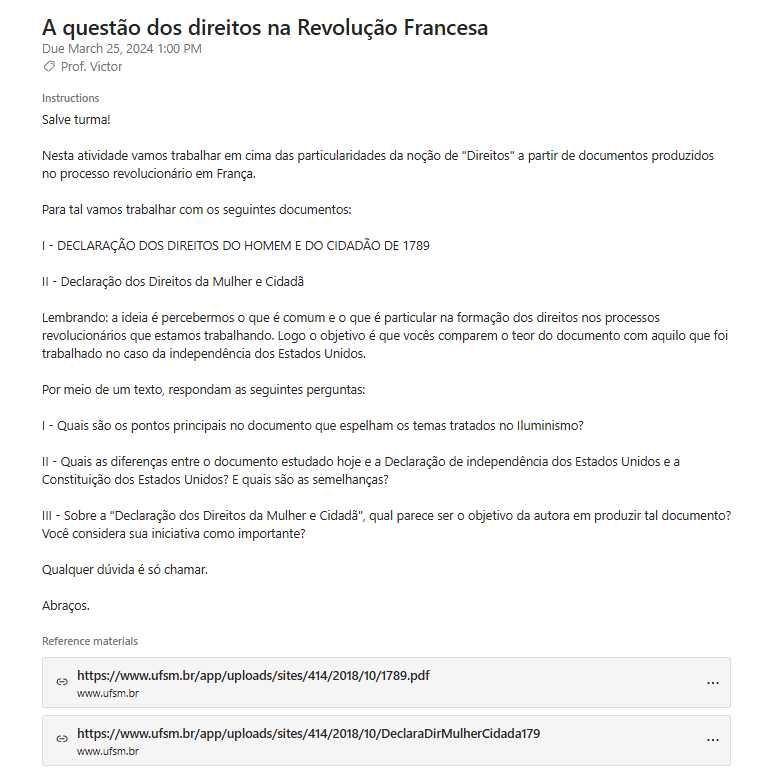 A questão dos direitos na Revolução Francesa
Due March 25, 2024 1:00 PM
Prof. Victor
Instructions
Salve turma!
Nesta atividade vamos trabalhar em cima das particularidades da noção de "Direitos" a partir de documentos produzidos
no processo revolucionário em França.
Para tal vamos trabalhar com os seguintes documentos:
I - DECLARAÇÃO DOS DIREITOS DO HOMEM E DO CIDADÃO DE 1789
II - Declaração dos Direitos da Mulher e Cidadã
Lembrando: a ideia é percebermos o que é comum e o que é particular na formação dos direitos nos processos
revolucionários que estamos trabalhando. Logo o objetivo é que vocês comparem o teor do documento com aquilo que foi
trabalhado no caso da independência dos Estados Unidos.
Por meio de um texto, respondam as seguintes perguntas:
I - Quais são os pontos principais no documento que espelham os temas tratados no Iluminismo?
II - Quais as diferenças entre o documento estudado hoje e a Declaração de independência dos Estados Unidos e a
Constituição dos Estados Unidos? E quais são as semelhanças?
III - Sobre a "Declaração dos Direitos da Mulher e Cidadã", qual parece ser o objetivo da autora em produzir tal documento?
Você considera sua iniciativa como importante?
Qualquer dúvida é só chamar.
Abraços.
Reference materials
https://www.ufsm.br/app/uploads/sites/414/2018/10/1789.pdf
www.ufsm.br
https://www.ufsm.br/app/uploads/sites/414/2018/10/DeclaraDirMulherCidada179
www.ufsm.br